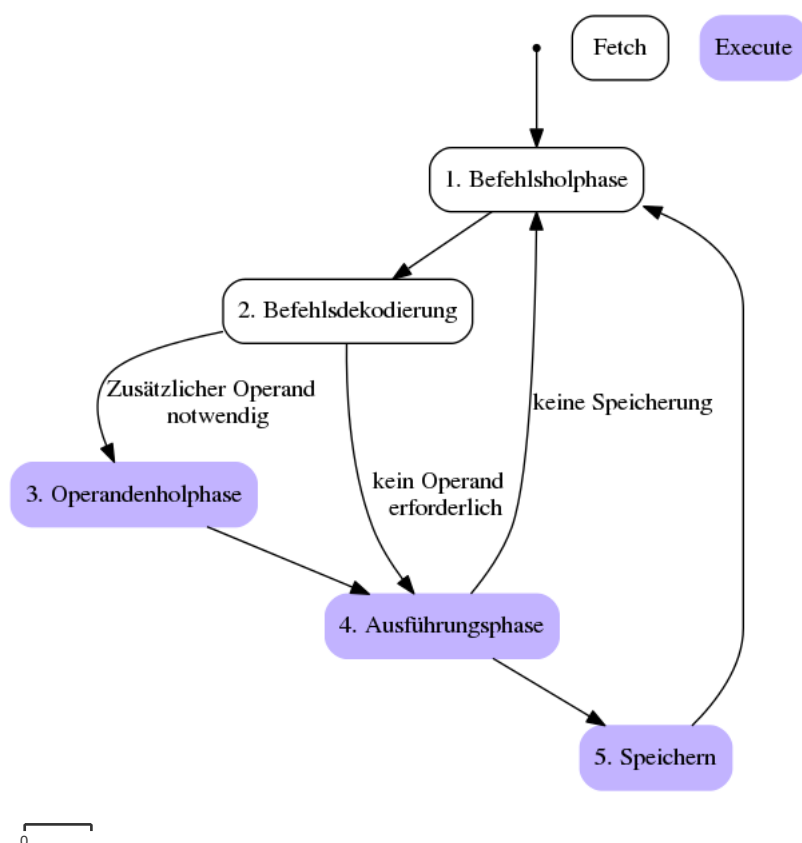 Fetch
Execute
1. Befehlsholphase
2. Befehlsdekodierung
Zusätzlicher Operand
notwendig
keine Speicherung
kein Operand
erforderlich
3. Operandenholphase
4. Ausführungsphase
5. Speichern
0